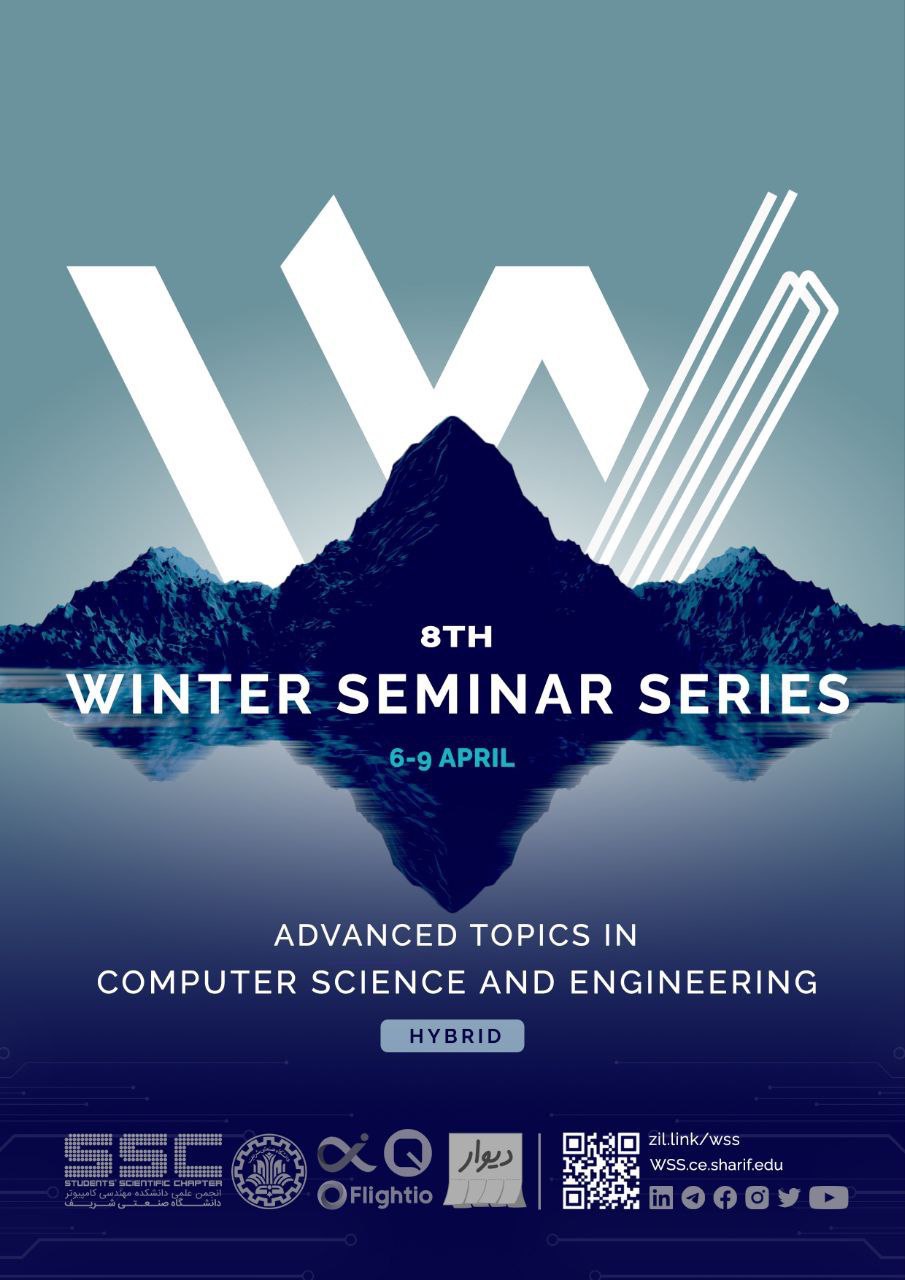 8TH
WINTER SEMINAR SERIES
6-9 APRIL
ADVANCED TOPICS IN
COMPUTER SCIENCE AND ENGINEERING
HYBRID
SSC
STUDENTS' SCIENTIFIC CHAPTER
انجمن علمی دانشکده مهندسی کامپیوتر
دانشگاه صنعتی شریف
Flightio
دیوار
zil.link/wss
WSS.ce.sharif.edu